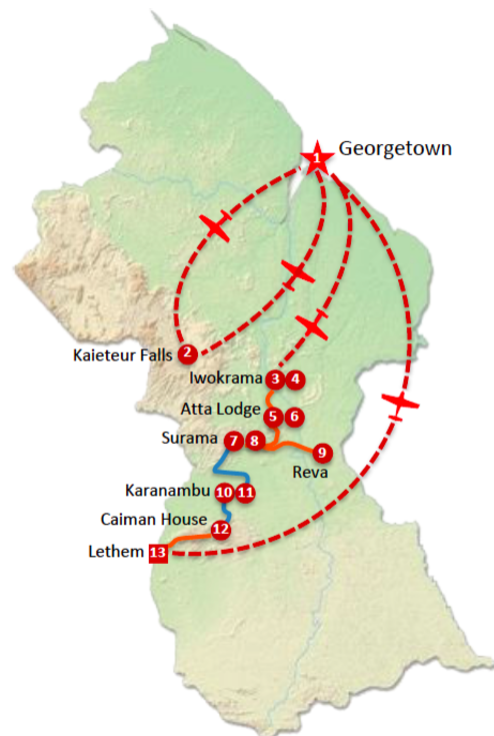 1 Georgetown
Kaieteur Falls 2
Iwokrama 3 4
Atta Lodge 5 6
Surama 7 8
9
Reva
Karanambu 10 11
Caiman House 12
Lethem 13